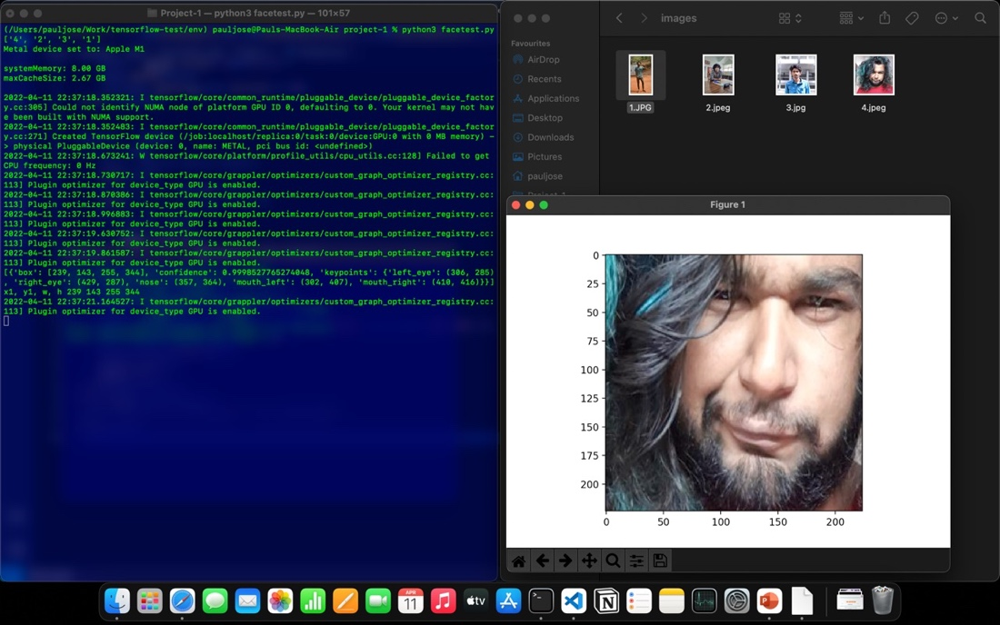 Project-1 — python3 facetest.py — 101×57
(/Users/pauljose/Work/tensorflow-test/env) pauljose@Pauls-MacBook-Air project-1 % python3 facetest.py
['4', '2', '3', '1']
Metal device set to: Apple M1
systemMemory: 8.00 GB
maxCacheSize: 2.67 GB
2022-04-11 22:37:18.352321: I tensorflow/core/common_runtime/pluggable_device/pluggable_device_factor
y.cc:305] Could not identify NUMA node of platform GPU ID 0, defaulting to 0. Your kernel may not hav
e been built with NUMA support.
2022-04-11 22:37:18.352483: I tensorflow/core/common_runtime/pluggable_device/pluggable_device_factor
y.cc:271] Created TensorFlow device (/job:localhost/replica:0/task:0/device:GPU:0 with 0 MB memory) -
> physical PluggableDevice (device: 0, name: METAL, pci bus id: <undefined>)
2022-04-11 22:37:18.673241: W tensorflow/core/platform/profile_utils/cpu_utils.cc:128] Failed to get
CPU frequency: 0 Hz
2022-04-11 22:37:18.730717: I tensorflow/core/grappler/optimizers/custom_graph_optimizer_registry.cc:
113] Plugin optimizer for device_type GPU is enabled.
2022-04-11 22:37:18.870386: I tensorflow/core/grappler/optimizers/custom_graph_optimizer_registry.cc:
113] Plugin optimizer for device_type GPU is enabled.
2022-04-11 22:37:18.996883: I tensorflow/core/grappler/optimizers/custom_graph_optimizer_registry.cc:
113] Plugin optimizer for device_type GPU is enabled.
2022-04-11 22:37:19.630752: I tensorflow/core/grappler/optimizers/custom_graph_optimizer_registry.cc:
113] Plugin optimizer for device_type GPU is enabled.
2022-04-11 22:37:19.861587: I tensorflow/core/grappler/optimizers/custom_graph_optimizer_registry.cc:
113] Plugin optimizer for device_type GPU is enabled.
[{'box': [239, 143, 255, 344], 'confidence': 0.9998527765274048, 'keypoints': {'left_eye': (306, 285)
, 'right_eye': (429, 287), 'nose': (357, 364), 'mouth_left': (302, 407), 'mouth_right': (410, 416)}}]
x1, y1, w, h 239 143 255 344
2022-04-11 22:37:21.164527: I tensorflow/core/grappler/optimizers/custom_graph_optimizer_registry.cc:
113] Plugin optimizer for device_type GPU is enabled.
images
Favourites
AirDrop
Recents
Applications
Desktop
Downloads
Pictures
pauljose
1.JPG
2.jpeg
3.jpg
4.jpeg
Figure 1
0
25
50
75
100
125
150
175
200
0
50
100
150
200
APR
11
tv